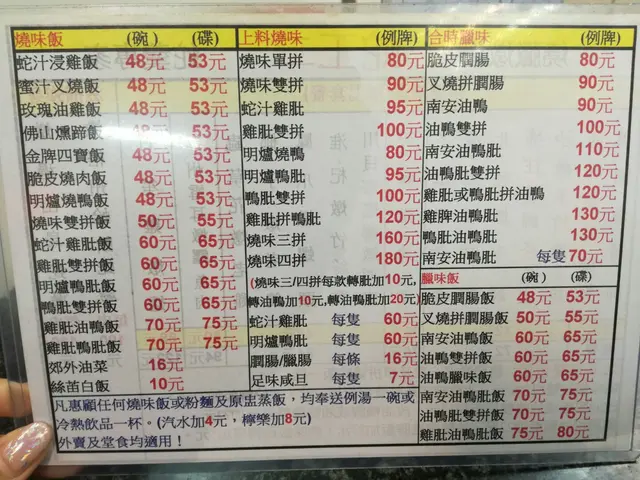 燒味飯 (碗) (碟)
蛇汁浸雞飯 48元 53元
蜜汁叉燒飯 48元 53元
玫瑰油雞飯 48元 53元
佛山燻蹄飯 48元 53元
金牌四寶飯 48元 53元
脆皮燒肉飯 48元 53元
明爐燒鴨飯 48元 53元
燒味雙拼飯 50元 55元
蛇汁雞肶飯 60元 65元
雞肶雙拼飯 60元 65元
明爐鴨肶飯 60元 65元
鴨肶雙拼飯 60元 65元
雞肶油鴨飯 70元 75元
雞肶鴨肶飯 70元 75元
郊外油菜 16元
絲苗白飯 10元
上料燒味 (例牌)
燒味單拼 80元
燒味雙拼 90元
蛇汁雞肶 95元
雞肶雙拼 100元
明爐燒鴨 80元
明爐鴨肶 95元
鴨肶雙拼 100元
雞肶拼鴨肶 120元
燒味三拼 160元
燒味四拼 180元
(燒味三/四拼每款轉肶加10元,
轉油鴨加10元,轉油鴨肶加20元)
蛇汁雞肶 每隻 60元
明爐鴨肶 每隻 60元
膶腸/臘腸 每條 16元
足味咸旦 每隻 7元
合時臘味 (例牌)
脆皮膶腸 80元
叉燒拼膶腸 90元
南安油鴨 90元
油鴨雙拼 100元
南安油鴨肶 110元
油鴨肶雙拼 120元
雞肶或鴨肶拼油鴨 120元
雞脾油鴨肶 130元
鴨肶油鴨肶 130元
南安油鴨肶 每隻 70元
臘味飯 (碗) (碟)
脆皮膶腸飯 48元 53元
叉燒膶腸飯 50元 55元
南安油鴨飯 60元 65元
油鴨雙拼飯 60元 65元
油鴨臘味飯 60元 65元
南安油鴨肶飯 70元 75元
油鴨肶雙拼飯 70元 75元
雞肶油鴨肶飯 75元 80元
凡惠顧任何燒味飯或粉麵及原盅蒸飯，均奉送例湯一碗或
冷熱飲品一杯。(汽水加4元，檸樂加8元)
外賣及堂食均適用！